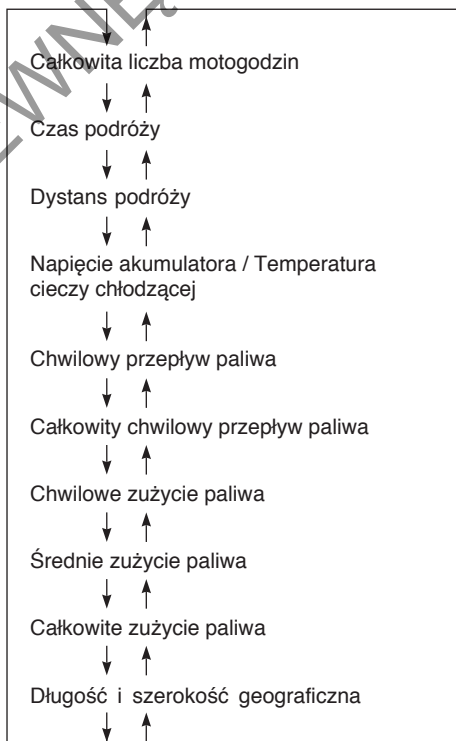 Całkowita liczba motogodzin
Czas podróży
Dystans podróży
Napięcie akumulatora / Temperatura
cieczy chłodzącej
Chwilowy przepływ paliwa
Całkowity chwilowy przepływ paliwa
Chwilowe zużycie paliwa
Średnie zużycie paliwa
Całkowite zużycie paliwa
Długość i szerokość geograficzna